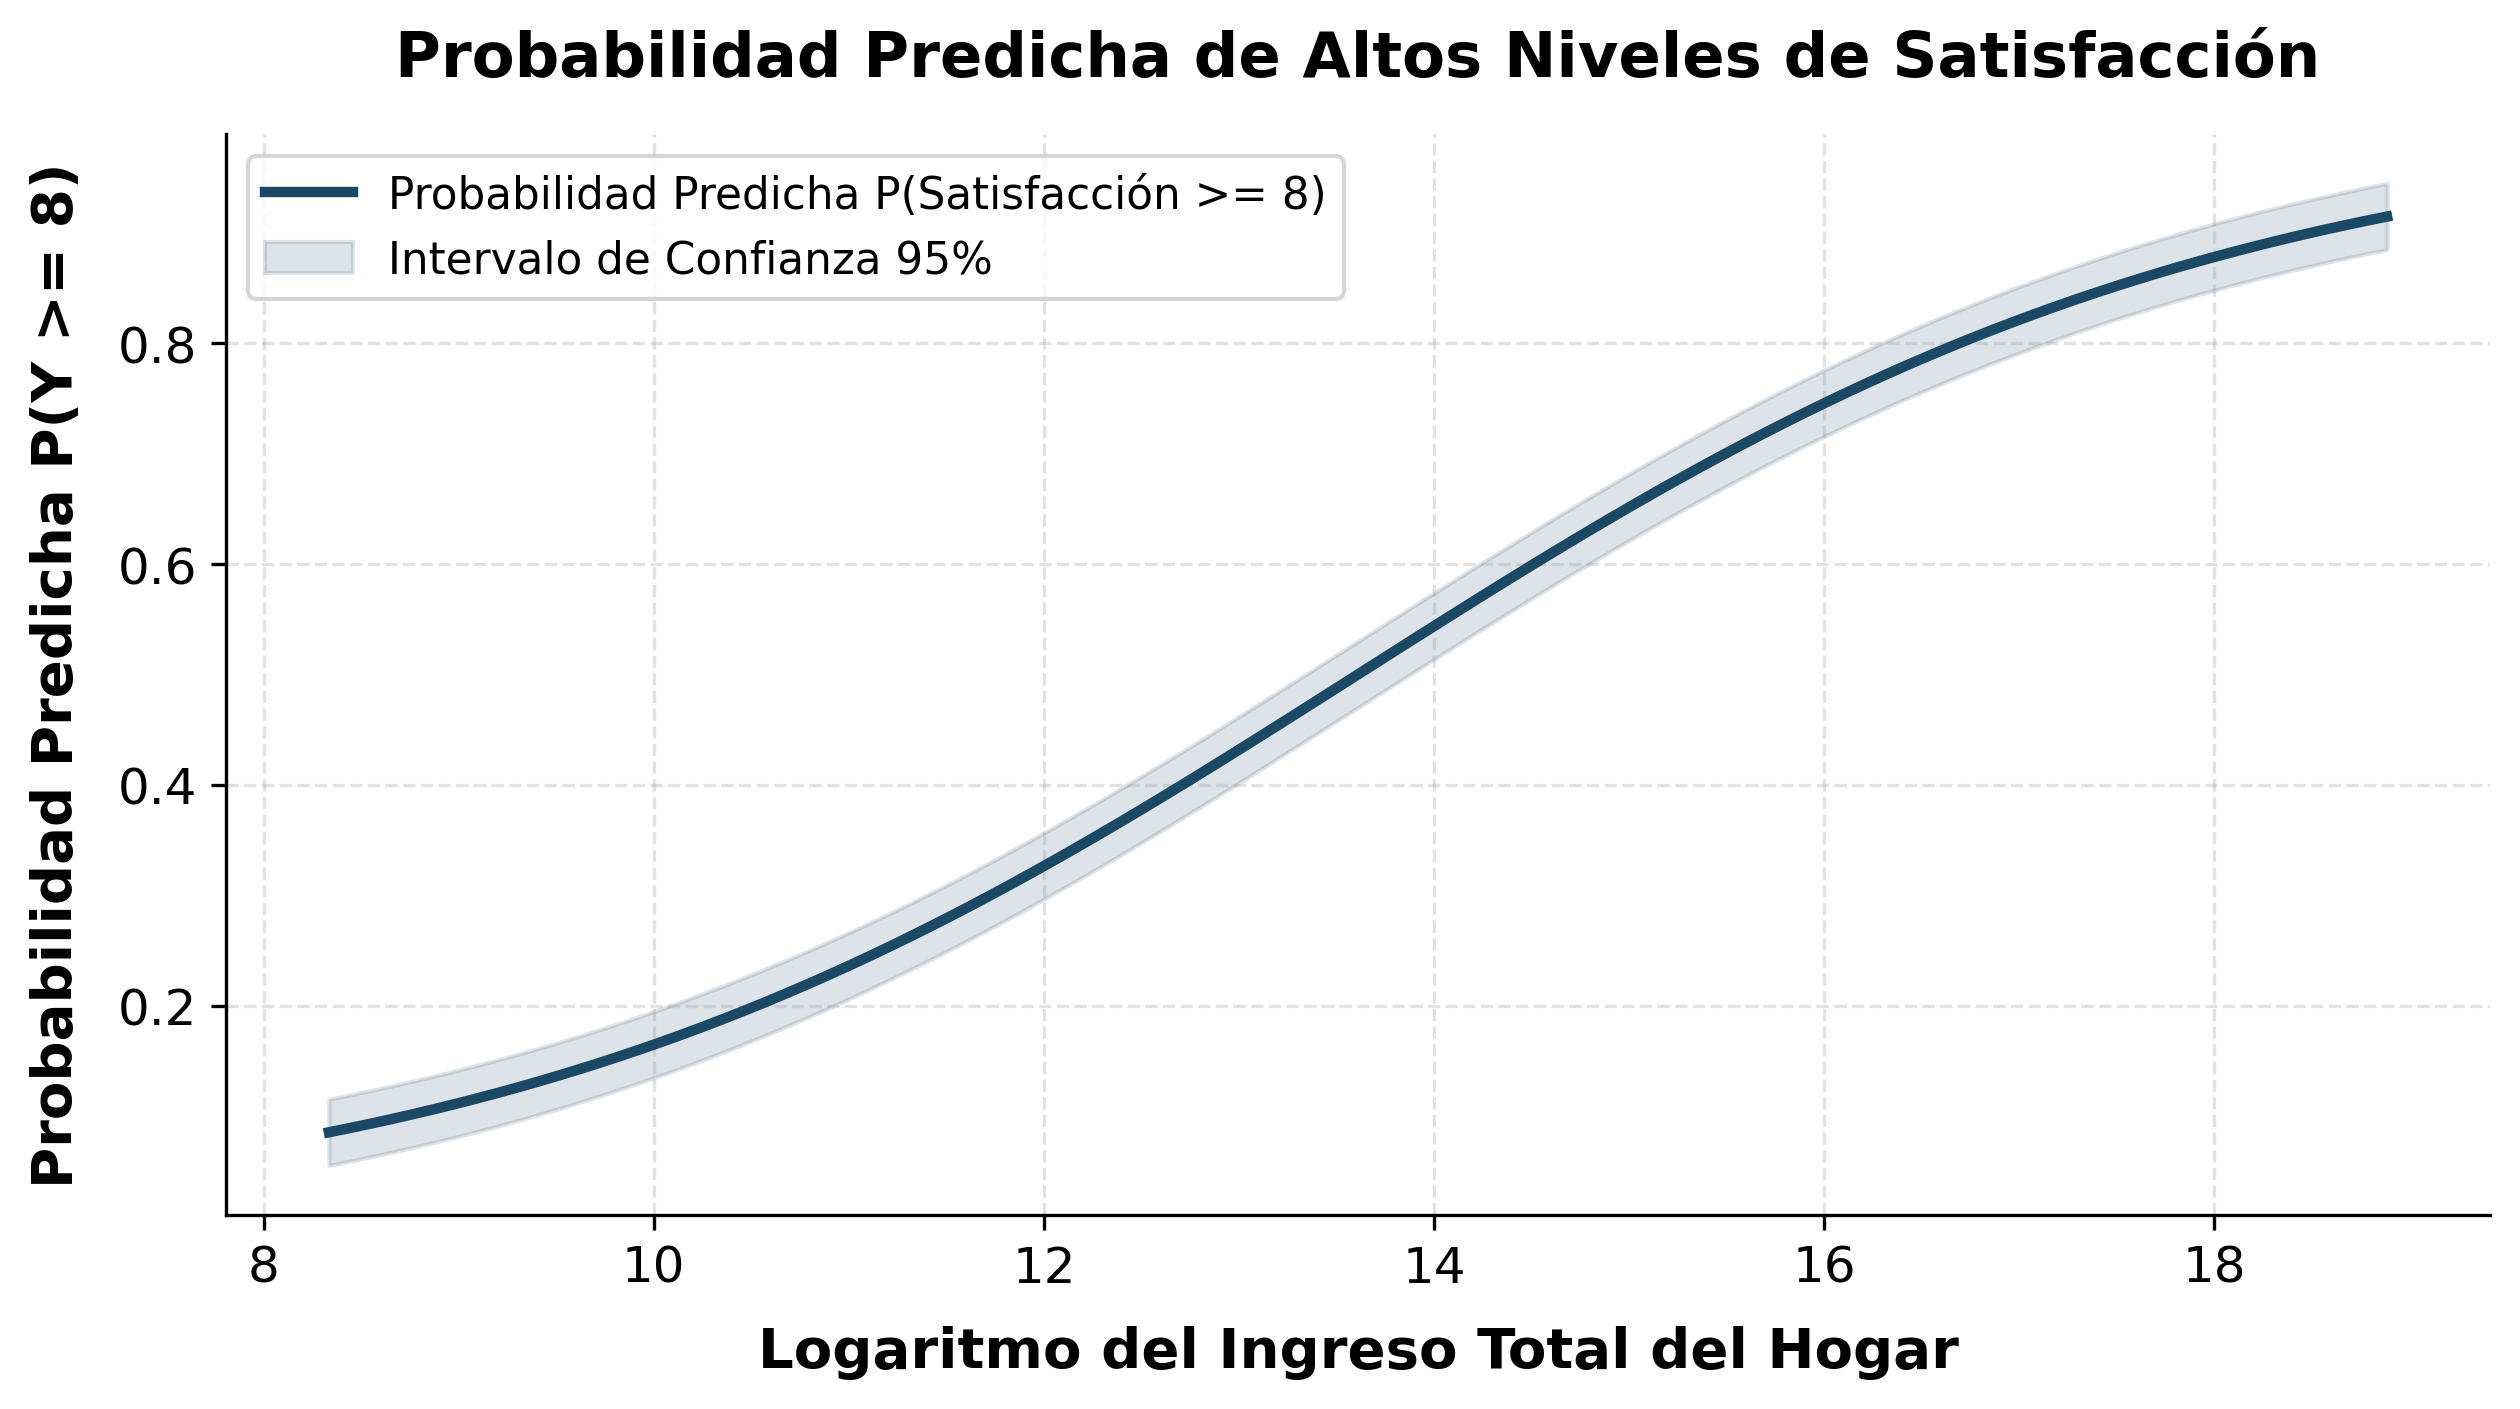 Probabilidad Predicha de Altos Niveles de Satisfacción
Probabilidad Predicha P(Y >= 8)
Probabilidad Predicha P(Satisfacción >= 8)
Intervalo de Confianza 95%
0.8
0.6
0.4
0.2
8 10 12 14 16 18
Logaritmo del Ingreso Total del Hogar